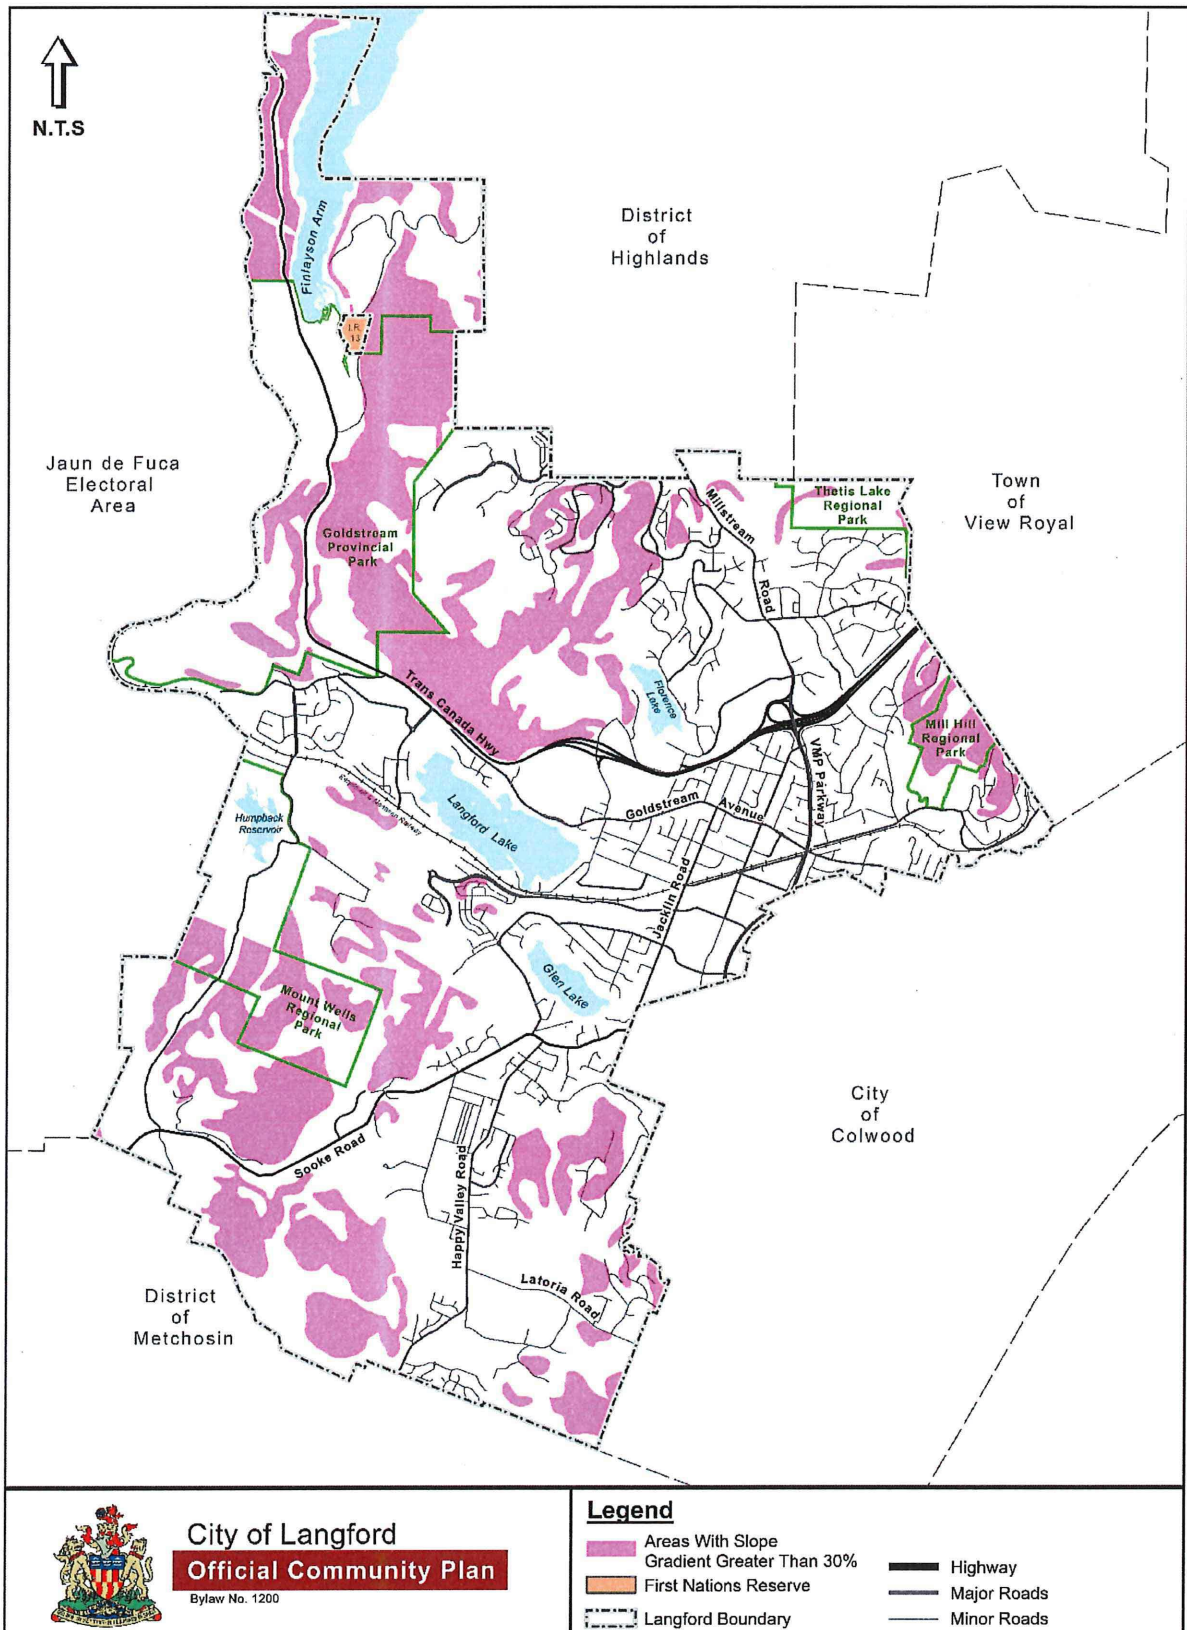 N.T.S
District
of
Highlands
Finlayson Arm
I.R.
13
Jaun de Fuca
Electoral
Area
Town
of
View Royal
Thetis Lake
Regional
Park
Millstream
Road
Goldstream
Provincial
Park
Trans Canada Hwy
Florence
Lake
Mill Hill
Regional
Park
VMP Parkway
Goldstream Avenue
Langford Lake
Humpback
Reservoir
Jacklin Road
Glen Lake
Mount Wells
Regional
Park
City
of
Colwood
Sooke Road
Happy Valley Road
Latoria Road
District
of
Metchosin
City of Langford
Official Community Plan
Bylaw No. 1200
Legend
Areas With Slope
Gradient Greater Than 30%
First Nations Reserve
Langford Boundary
Highway
Major Roads
Minor Roads